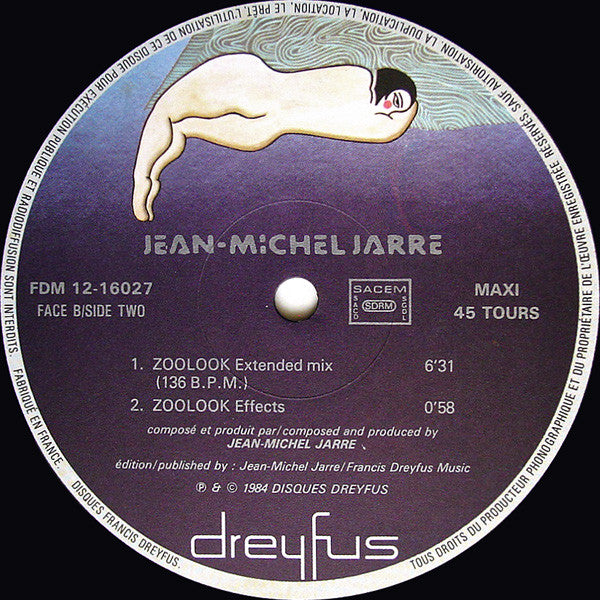 JEAN-MICHEL JARRE
FDM 12-16027
FACE B/SIDE TWO
SACEM
SACD
SDRM
SGDL
MAXI
45 TOURS
1. ZOOLOOK Extended mix 6'31
(136 B.P.M.)
2. ZOOLOOK Effects 0'58
composé et produit par/composed and produced by
JEAN-MICHEL JARRE
édition/published by : Jean-Michel Jarre/Francis Dreyfus Music
℗ & © 1984 DISQUES DREYFUS
dreyfus
TOUS DROITS DU PRODUCTEUR PHONOGRAPHIQUE ET DU PROPRIÉTAIRE DE L'ŒUVRE ENREGISTRÉE RÉSERVÉS. SAUF AUTORISATION, LA DUPLICATION, LA LOCATION, LE PRÊT, L'UTILISATION DE CE DISQUE POUR EXÉCUTION PUBLIQUE ET RADIODIFFUSION SONT INTERDITS. FABRIQUÉ EN FRANCE. DISQUES FRANCIS DREYFUS.